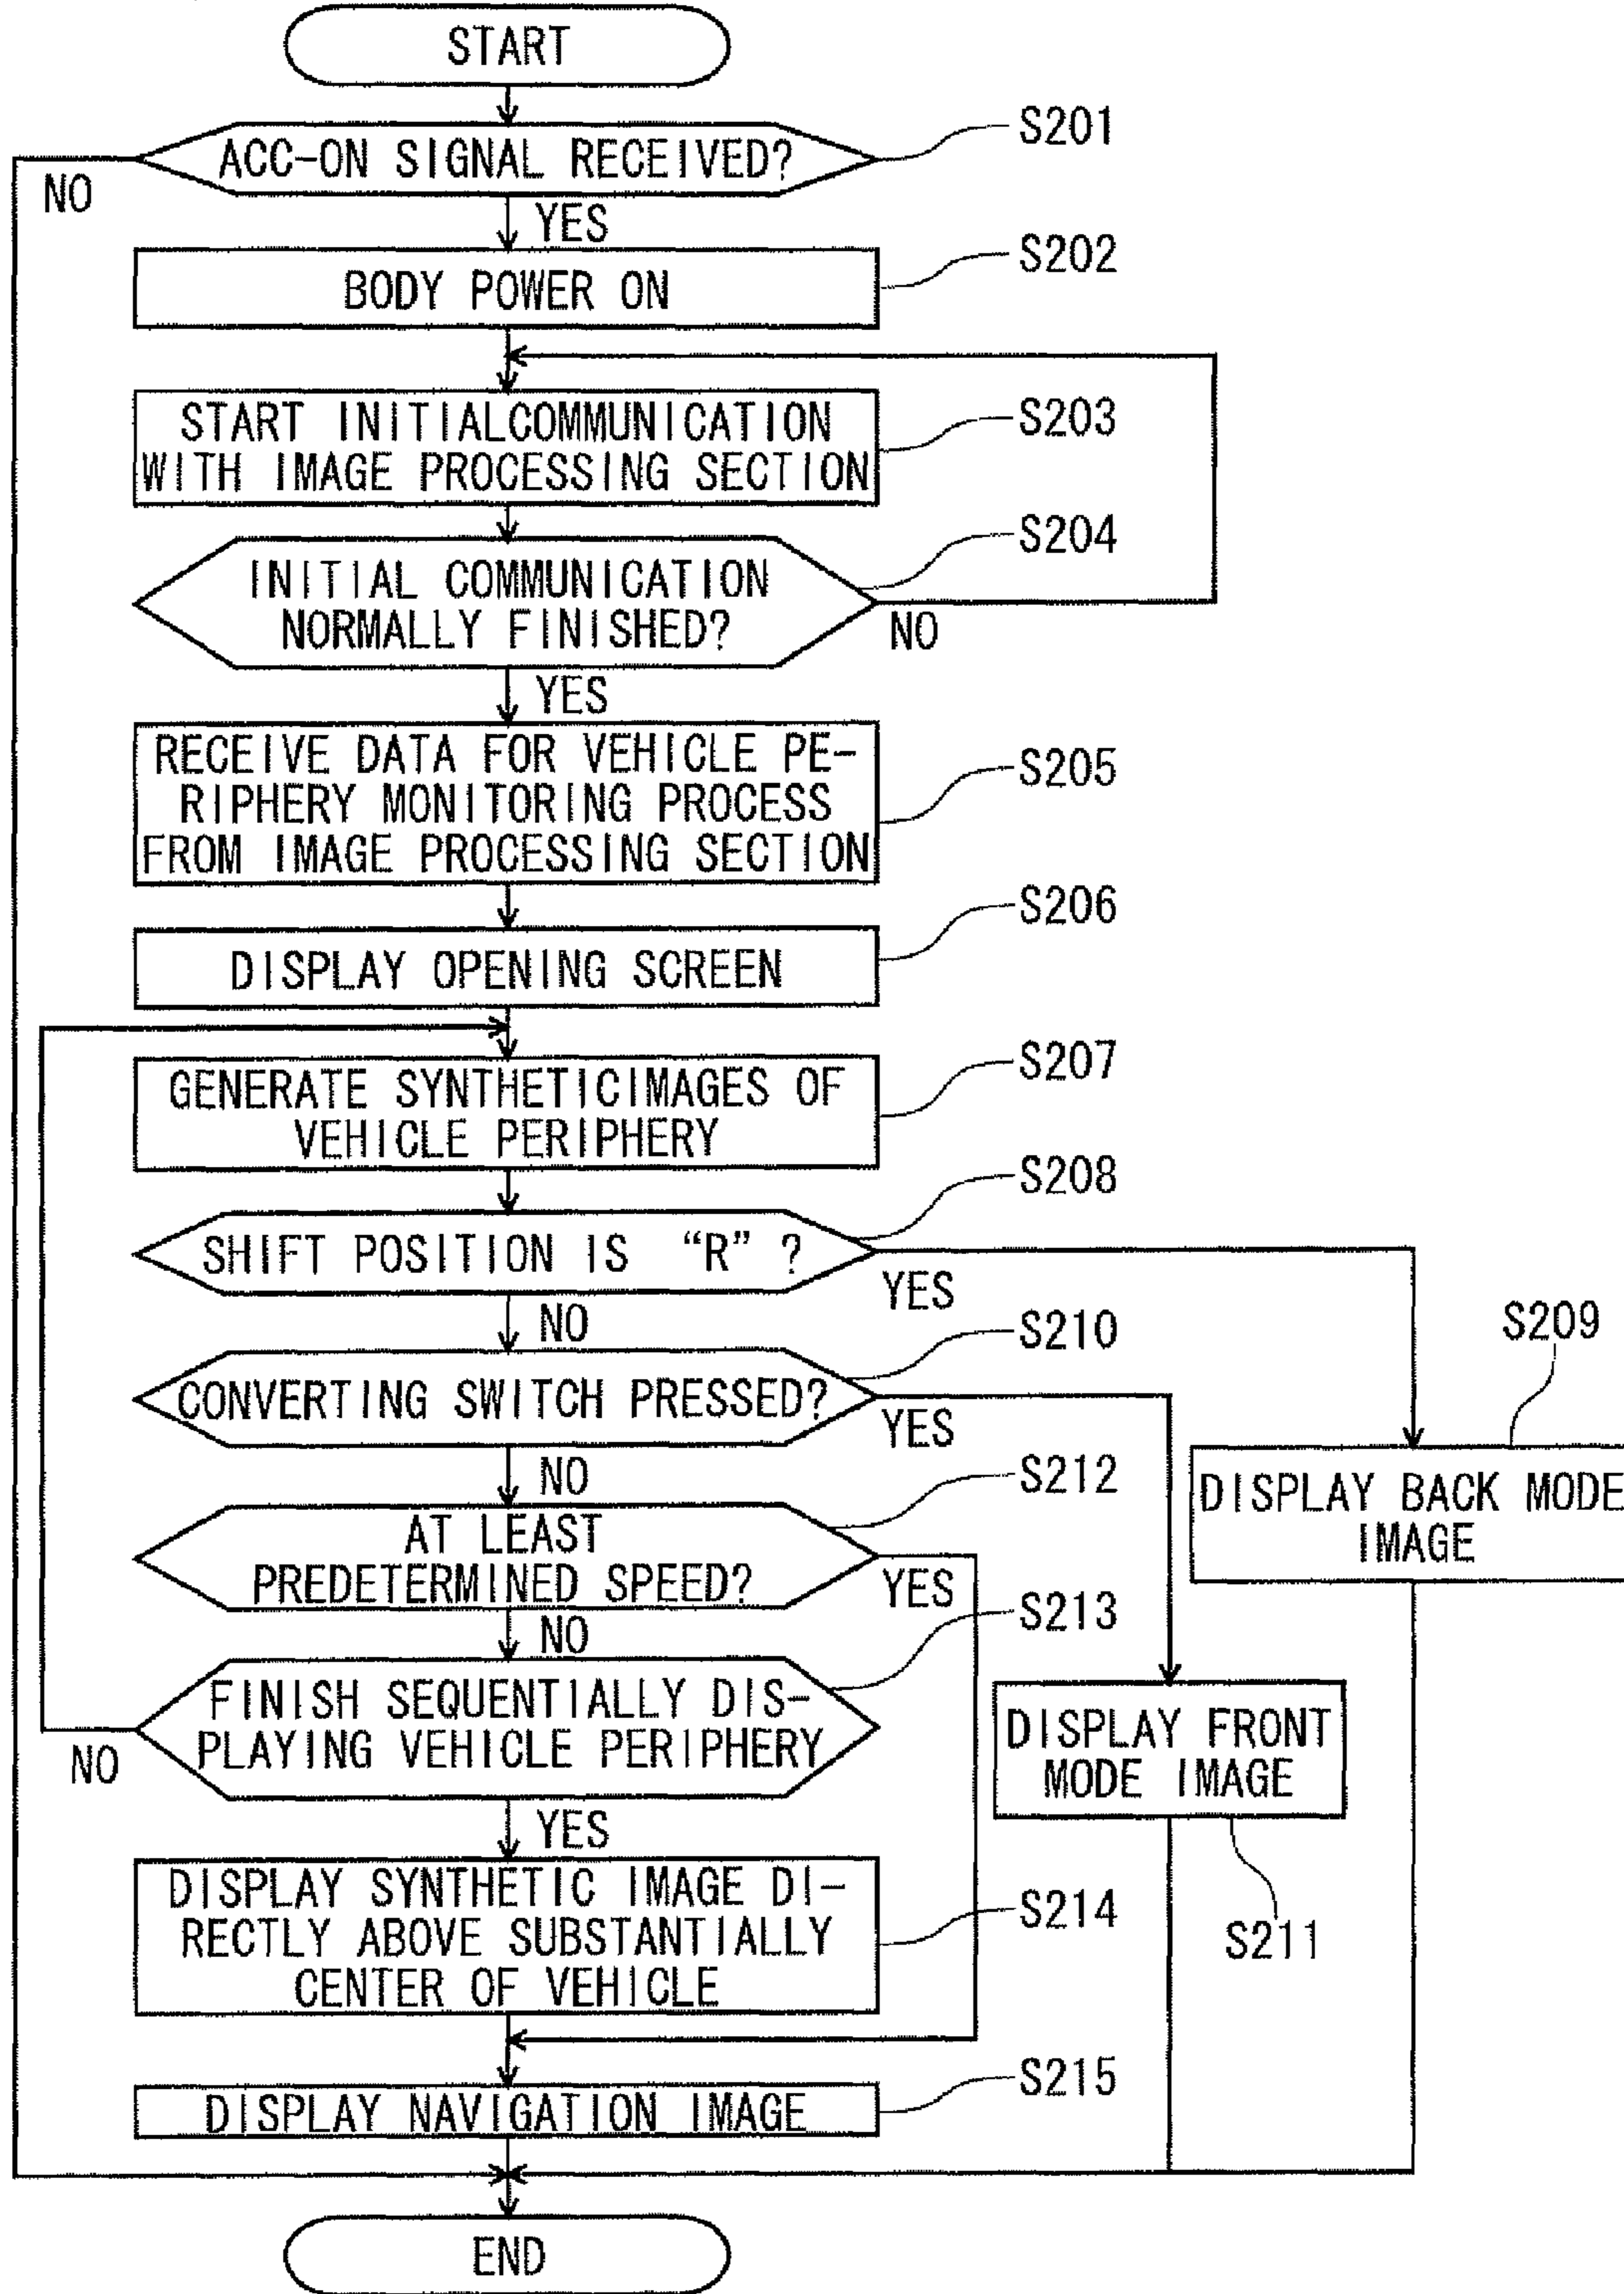 START
ACC-ON SIGNAL RECEIVED?
S201
NO
YES
BODY POWER ON
S202
START INITIALCOMMUNICATION
WITH IMAGE PROCESSING SECTION
S203
INITIAL COMMUNICATION
NORMALLY FINISHED?
S204
NO
YES
RECEIVE DATA FOR VEHICLE PE-
RIPHERY MONITORING PROCESS
FROM IMAGE PROCESSING SECTION
S205
DISPLAY OPENING SCREEN
S206
GENERATE SYNTHETICIMAGES OF
VEHICLE PERIPHERY
S207
SHIFT POSITION IS “R” ?
S208
YES
NO
CONVERTING SWITCH PRESSED?
S210
YES
S209
DISPLAY BACK MODE
IMAGE
NO
AT LEAST
PREDETERMINED SPEED?
S212
YES
NO
FINISH SEQUENTIALLY DIS-
PLAYING VEHICLE PERIPHERY
S213
NO
DISPLAY FRONT
MODE IMAGE
S211
YES
DISPLAY SYNTHETIC IMAGE DI-
RECTLY ABOVE SUBSTANTIALLY
CENTER OF VEHICLE
S214
DISPLAY NAVIGATION IMAGE
S215
END